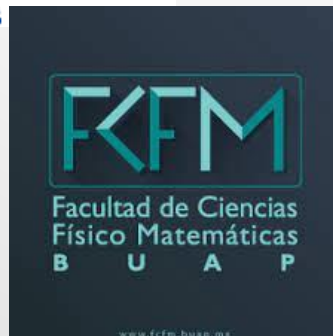 FCFM
Facultad de Ciencias
Físico Matemáticas
B U A P
www.fcfm.buap.mx